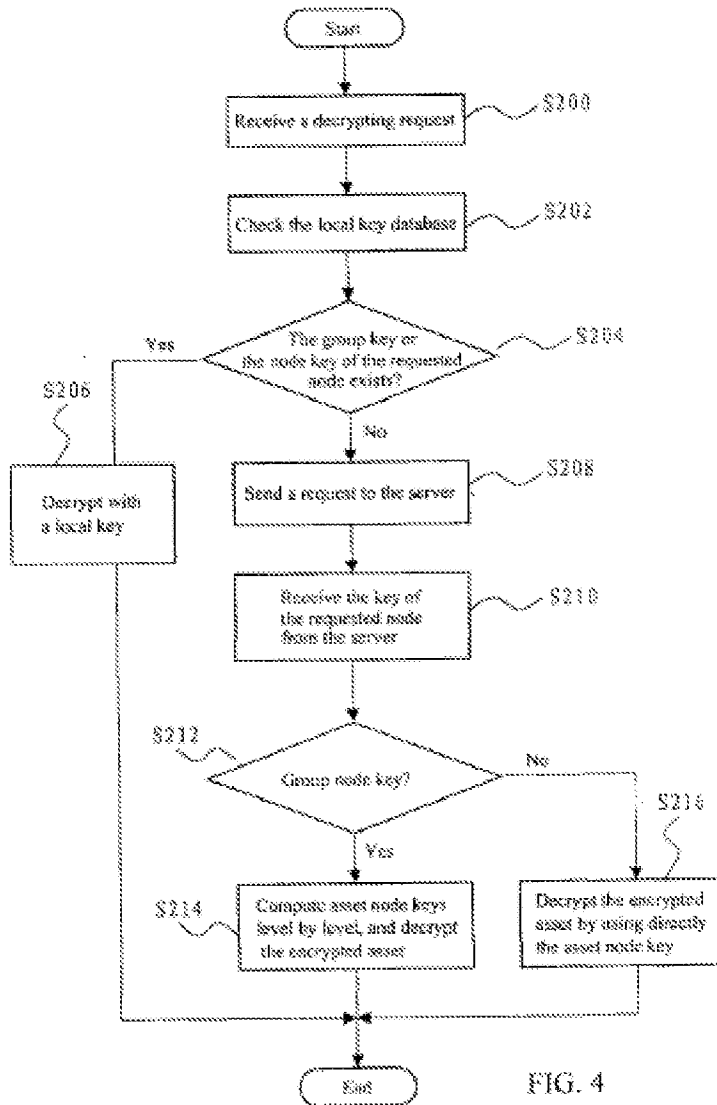 Start
Receive a decrypting request
S200
Check the local key database
S202
The group key or
the node key of the requested
node exists?
S204
Yes
No
S206
Decrypt with
a local key
Send a request to the server
S208
Receive the key of
the requested node
from the server
S210
S212
Group node key?
No
Yes
S214
Compute asset node keys
level by level, and decrypt
the encrypted asset
S216
Decrypt the encrypted
asset by using directly
the asset node key
End
FIG. 4